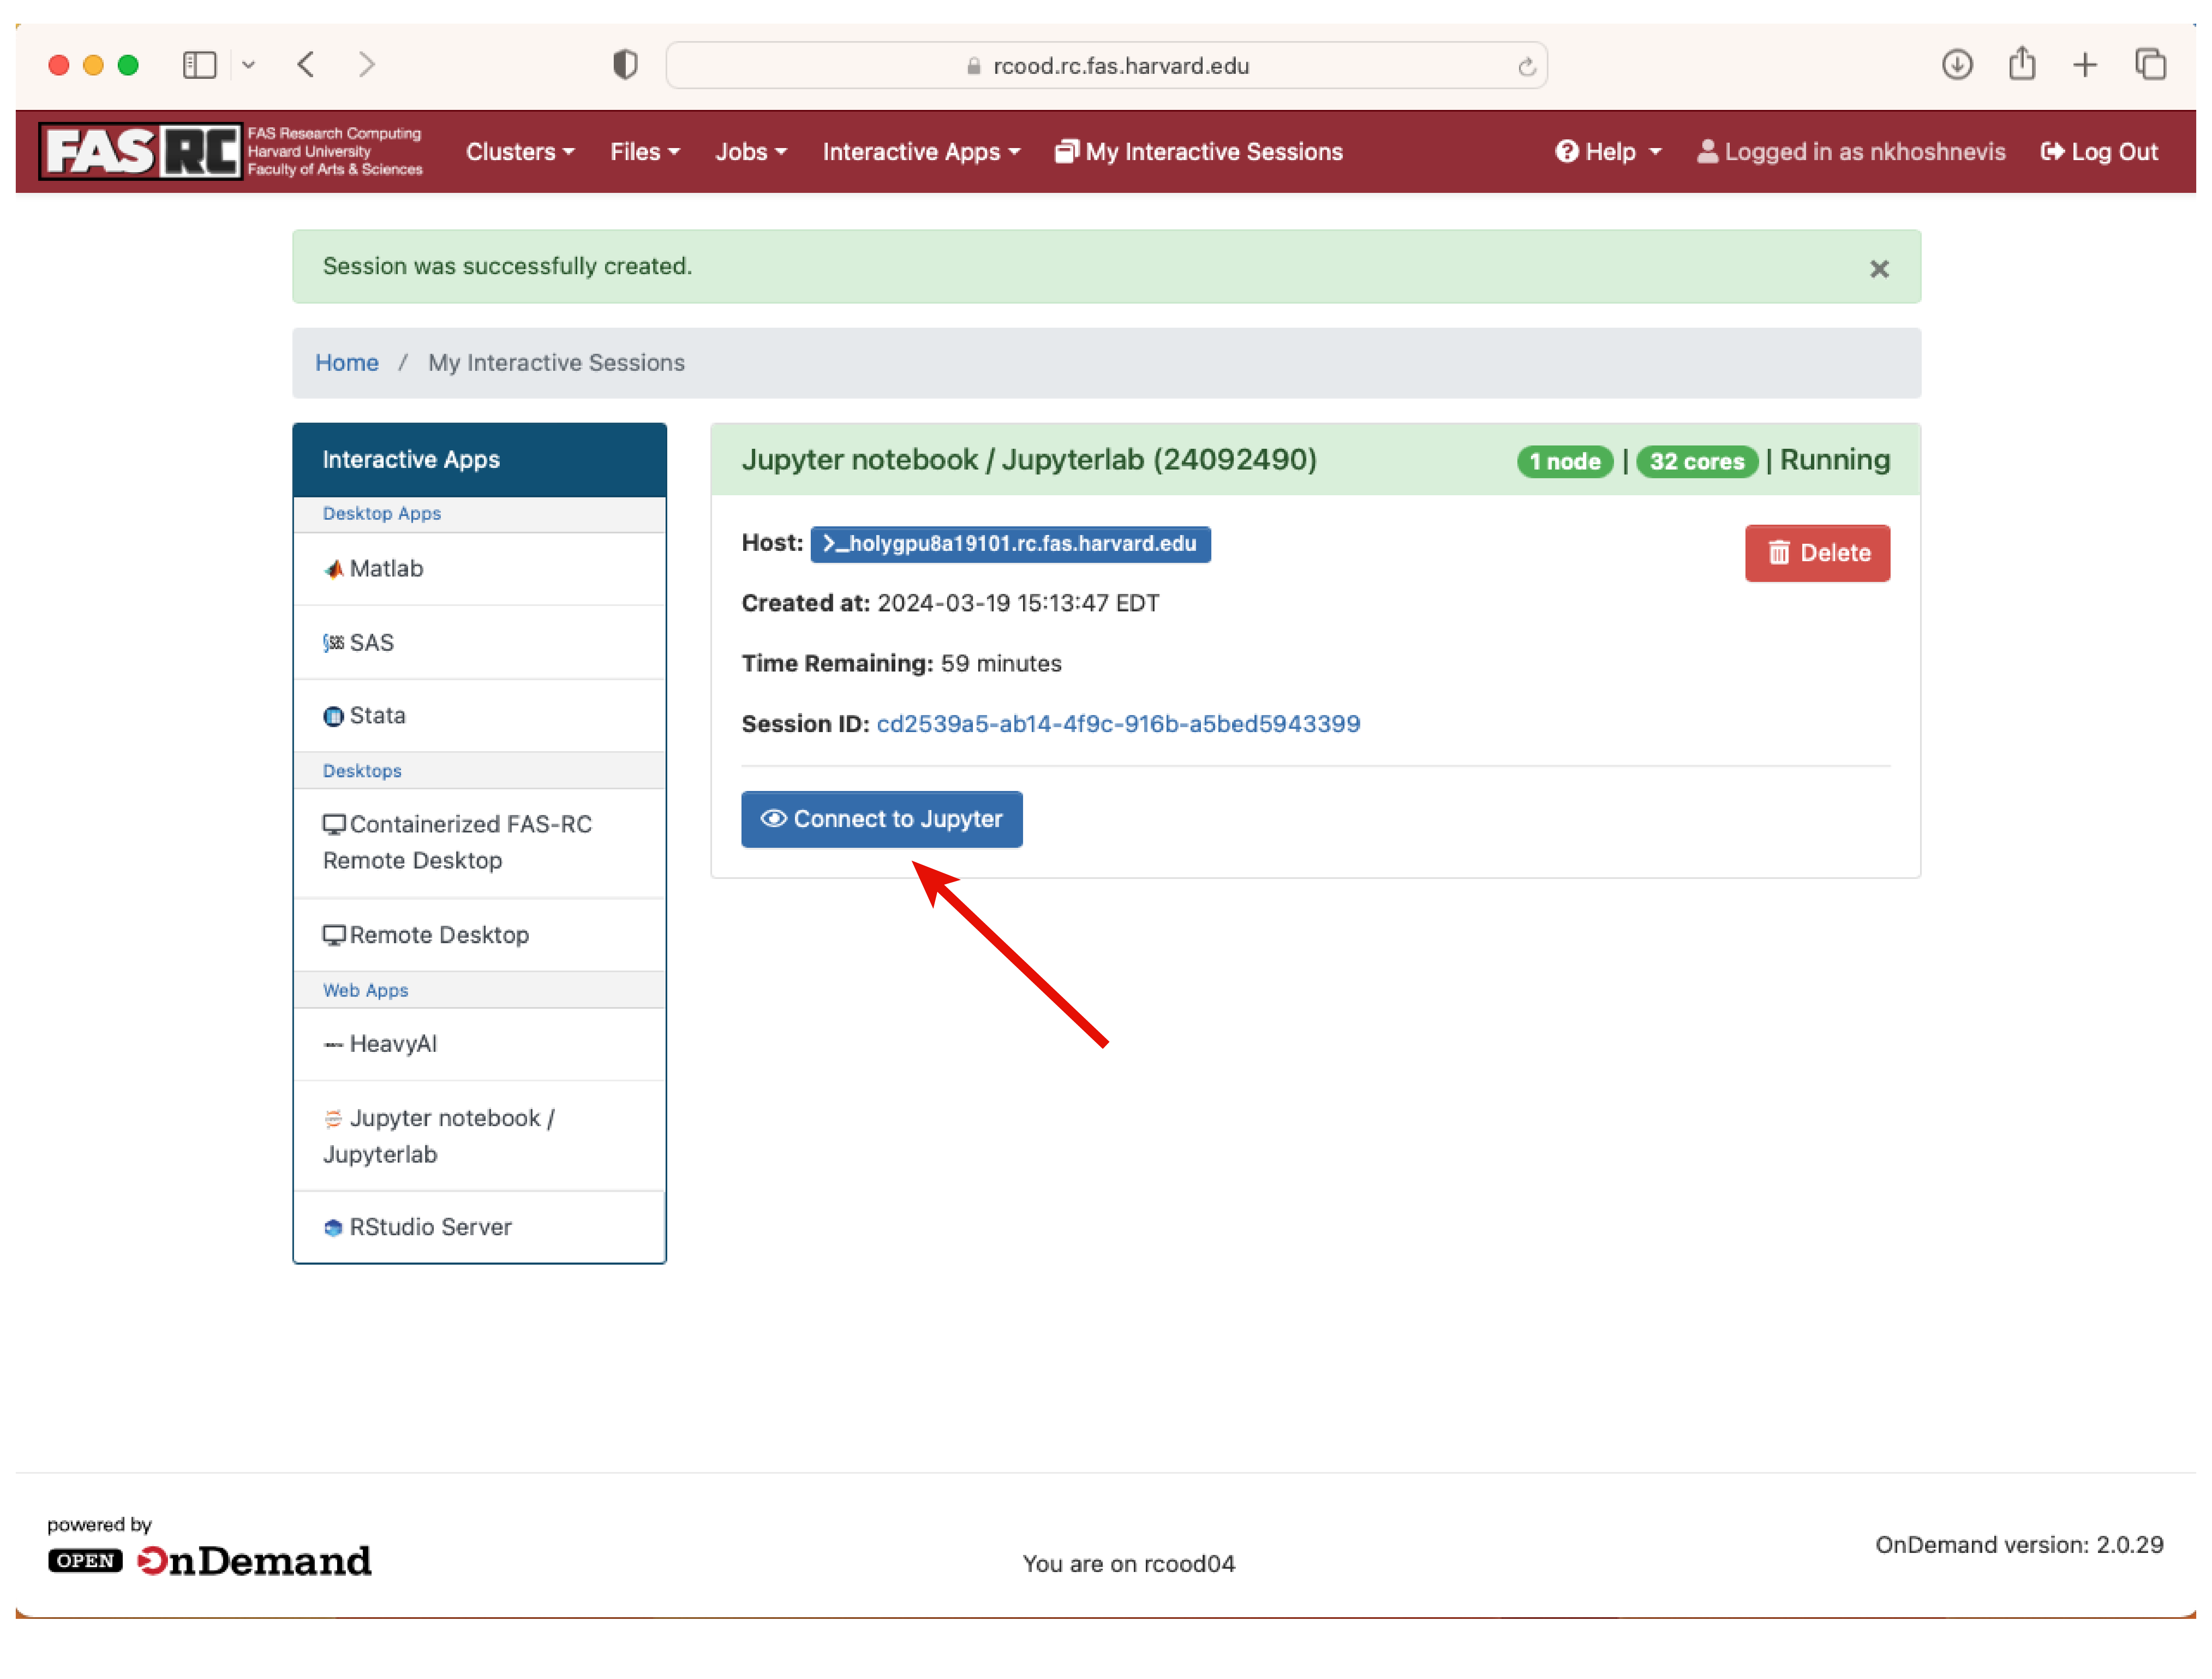 rcood.rc.fas.harvard.edu
FASRC FAS Research Computing
Harvard University
Faculty of Arts & Sciences
Clusters Files Jobs Interactive Apps My Interactive Sessions Help Logged in as nkhoshnevis Log Out
Session was successfully created. ×
Home / My Interactive Sessions
Interactive Apps
Desktop Apps
Matlab
SAS
Stata
Desktops
Containerized FAS-RC
Remote Desktop
Remote Desktop
Web Apps
HeavyAI
Jupyter notebook /
Jupyterlab
RStudio Server
Jupyter notebook / Jupyterlab (24092490) 1 node | 32 cores | Running
Host: >_holygpu8a19101.rc.fas.harvard.edu
Delete
Created at: 2024-03-19 15:13:47 EDT
Time Remaining: 59 minutes
Session ID: cd2539a5-ab14-4f9c-916b-a5bed5943399
Connect to Jupyter
powered by
OPEN OnDemand
You are on rcood04
OnDemand version: 2.0.29